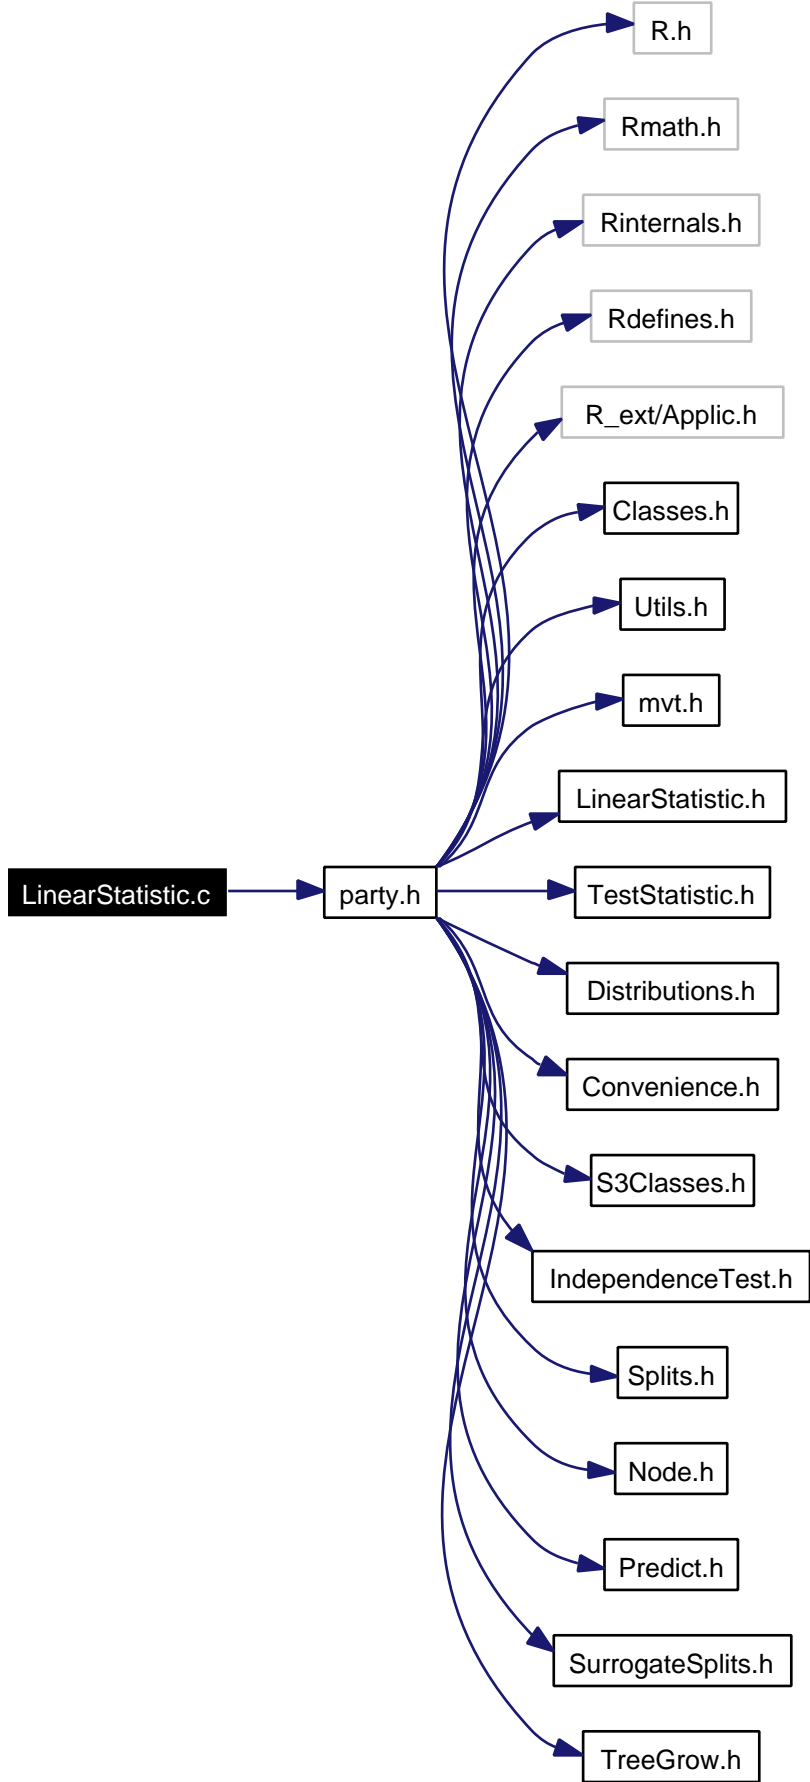 R.h
Rmath.h
Rinternals.h
Rdefines.h
R_ext/Applic.h
Classes.h
Utils.h
mvt.h
LinearStatistic.h
LinearStatistic.c
party.h
TestStatistic.h
Distributions.h
Convenience.h
S3Classes.h
IndependenceTest.h
Splits.h
Node.h
Predict.h
SurrogateSplits.h
TreeGrow.h